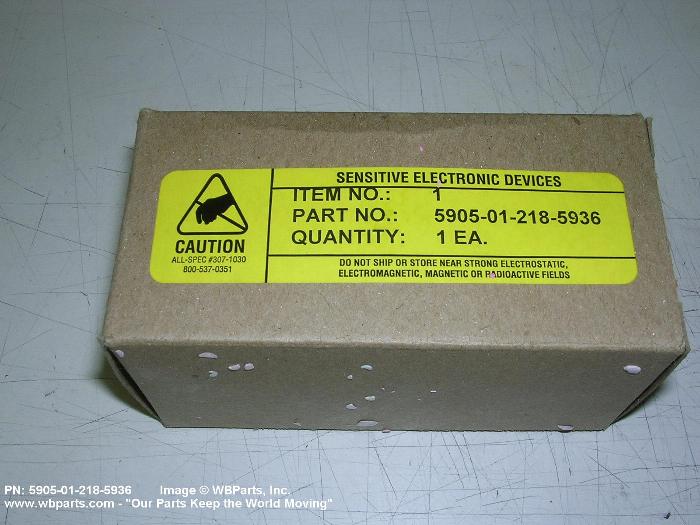 SENSITIVE ELECTRONIC DEVICES
ITEM NO.: 1
PART NO.: 5905-01-218-5936
QUANTITY: 1 EA.
DO NOT SHIP OR STORE NEAR STRONG ELECTROSTATIC,
ELECTROMAGNETIC, MAGNETIC OR RADIOACTIVE FIELDS
CAUTION
ALL-SPEC #307-1030
800-537-0351
PN: 5905-01-218-5936 Image © WBParts, Inc.
www.wbparts.com - "Our Parts Keep the World Moving"